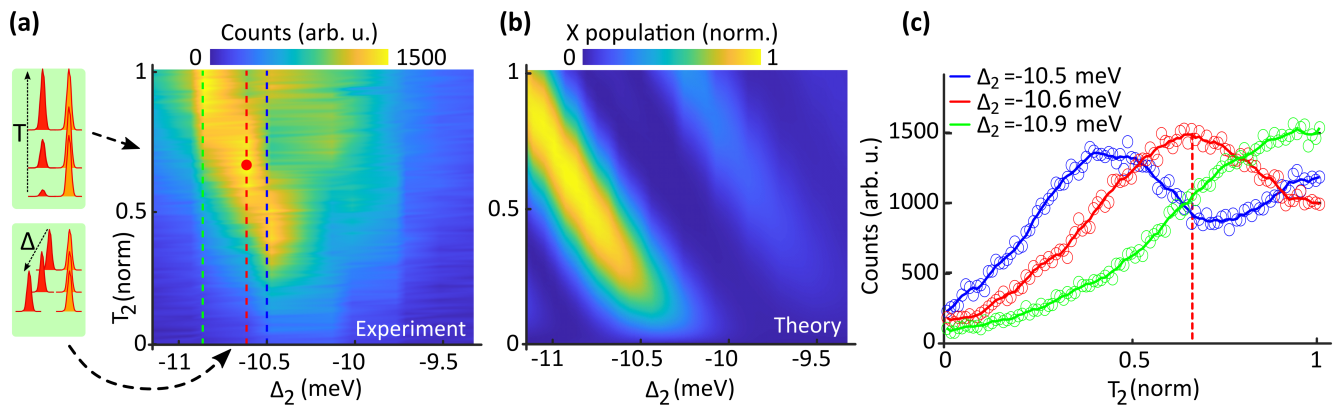 (a)
Counts (arb. u.)
0
1500
T
Δ
1
0.5
0
T₂(norm)
-11
-10.5
-10
-9.5
Δ₂ (meV)
Experiment
(b)
X population (norm.)
0
1
1
0.5
0
-11
-10.5
-10
-9.5
Δ₂ (meV)
Theory
(c)
Δ₂ =-10.5 meV
Δ₂ =-10.6 meV
Δ₂ =-10.9 meV
Counts (arb. u.)
1500
1000
500
0
0
0.5
1
T₂(norm)